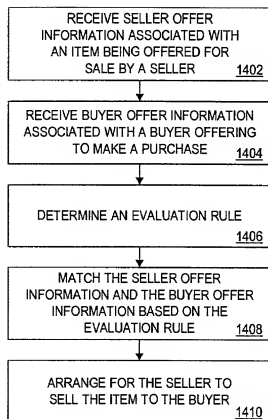 RECEIVE SELLER OFFER
INFORMATION ASSOCIATED WITH
AN ITEM BEING OFFERED FOR
SALE BY A SELLER
1402
RECEIVE BUYER OFFER INFORMATION
ASSOCIATED WITH A BUYER OFFERING
TO MAKE A PURCHASE
1404
DETERMINE AN EVALUATION RULE
1406
MATCH THE SELLER OFFER
INFORMATION AND THE BUYER OFFER
INFORMATION BASED ON THE
EVALUATION RULE
1408
ARRANGE FOR THE SELLER TO
SELL THE ITEM TO THE BUYER
1410